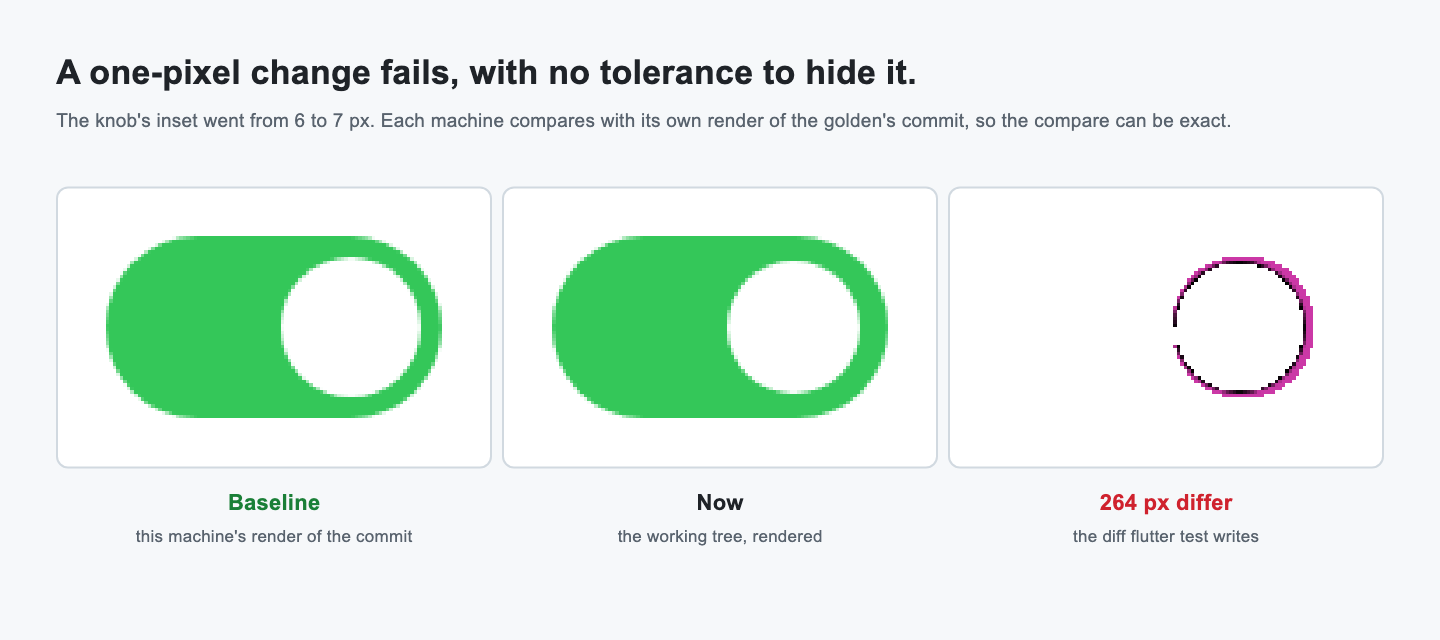 A one-pixel change fails, with no tolerance to hide it.
The knob's inset went from 6 to 7 px. Each machine compares with its own render of the golden's commit, so the compare can be exact.
Baseline
this machine's render of the commit
Now
the working tree, rendered
264 px differ
the diff flutter test writes